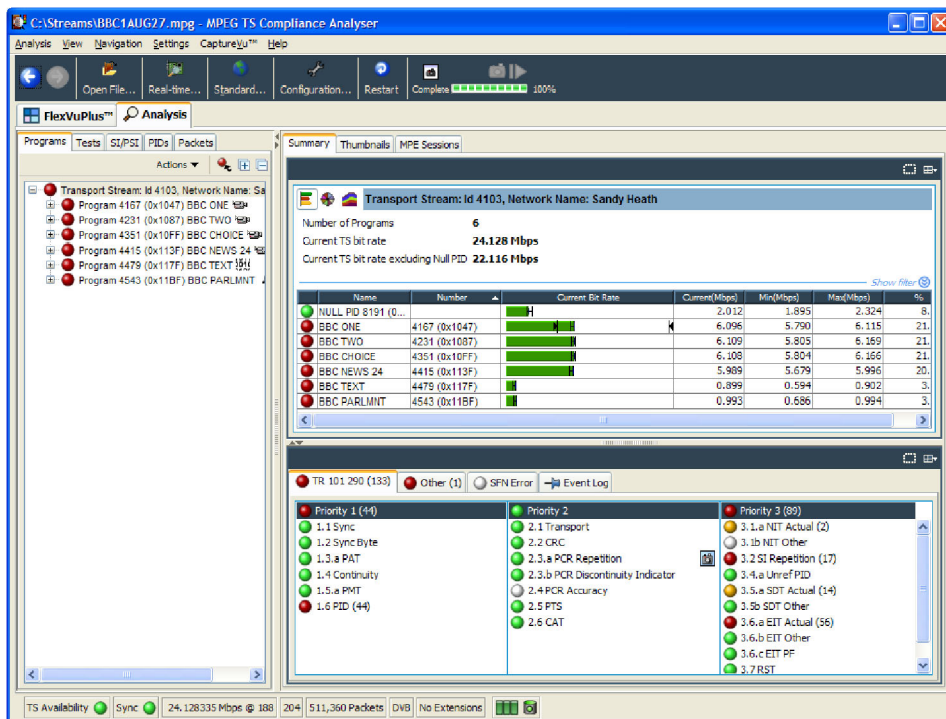 C:\Streams\BBC1AUG27.mpg - MPEG TS Compliance Analyser
Analysis View Navigation Settings CaptureVu™ Help
Open File... Real-time... Standard... Configuration... Restart Complete 100%
FlexVuPlus™ Analysis
Programs Tests SI/PSI PIDs Packets
Actions
Transport Stream: Id 4103, Network Name: Sa
Program 4167 (0x1047) BBC ONE
Program 4231 (0x1087) BBC TWO
Program 4351 (0x10FF) BBC CHOICE
Program 4415 (0x113F) BBC NEWS 24
Program 4479 (0x117F) BBC TEXT
Program 4543 (0x11BF) BBC PARLMNT
Summary Thumbnails MPE Sessions
Transport Stream: Id 4103, Network Name: Sandy Heath
Number of Programs 6
Current TS bit rate 24.128 Mbps
Current TS bit rate excluding Null PID 22.116 Mbps
Show filter
Name Number Current Bit Rate Current(Mbps) Min(Mbps) Max(Mbps) %
NULL PID 8191 (0... 2.012 1.895 2.324 8.
BBC ONE 4167 (0x1047) 6.096 5.790 6.115 21.
BBC TWO 4231 (0x1087) 6.109 5.805 6.169 21.
BBC CHOICE 4351 (0x10FF) 6.108 5.804 6.166 21.
BBC NEWS 24 4415 (0x113F) 5.989 5.679 5.996 20.
BBC TEXT 4479 (0x117F) 0.899 0.594 0.902 3.
BBC PARLMNT 4543 (0x11BF) 0.993 0.686 0.994 3.
TR 101 290 (133) Other (1) SFN Error Event Log
Priority 1 (44)
1.1 Sync
1.2 Sync Byte
1.3.a PAT
1.4 Continuity
1.5.a PMT
1.6 PID (44)
Priority 2
2.1 Transport
2.2 CRC
2.3.a PCR Repetition
2.3.b PCR Discontinuity Indicator
2.4 PCR Accuracy
2.5 PTS
2.6 CAT
Priority 3 (89)
3.1.a NIT Actual (2)
3.1b NIT Other
3.2 SI Repetition (17)
3.4.a Unref PID
3.5.a SDT Actual (14)
3.5b SDT Other
3.6.a EIT Actual (56)
3.6.b EIT Other
3.6.c EIT PF
3.7 RST
TS Availability Sync 24.128335 Mbps @ 188 204 511,360 Packets DVB No Extensions